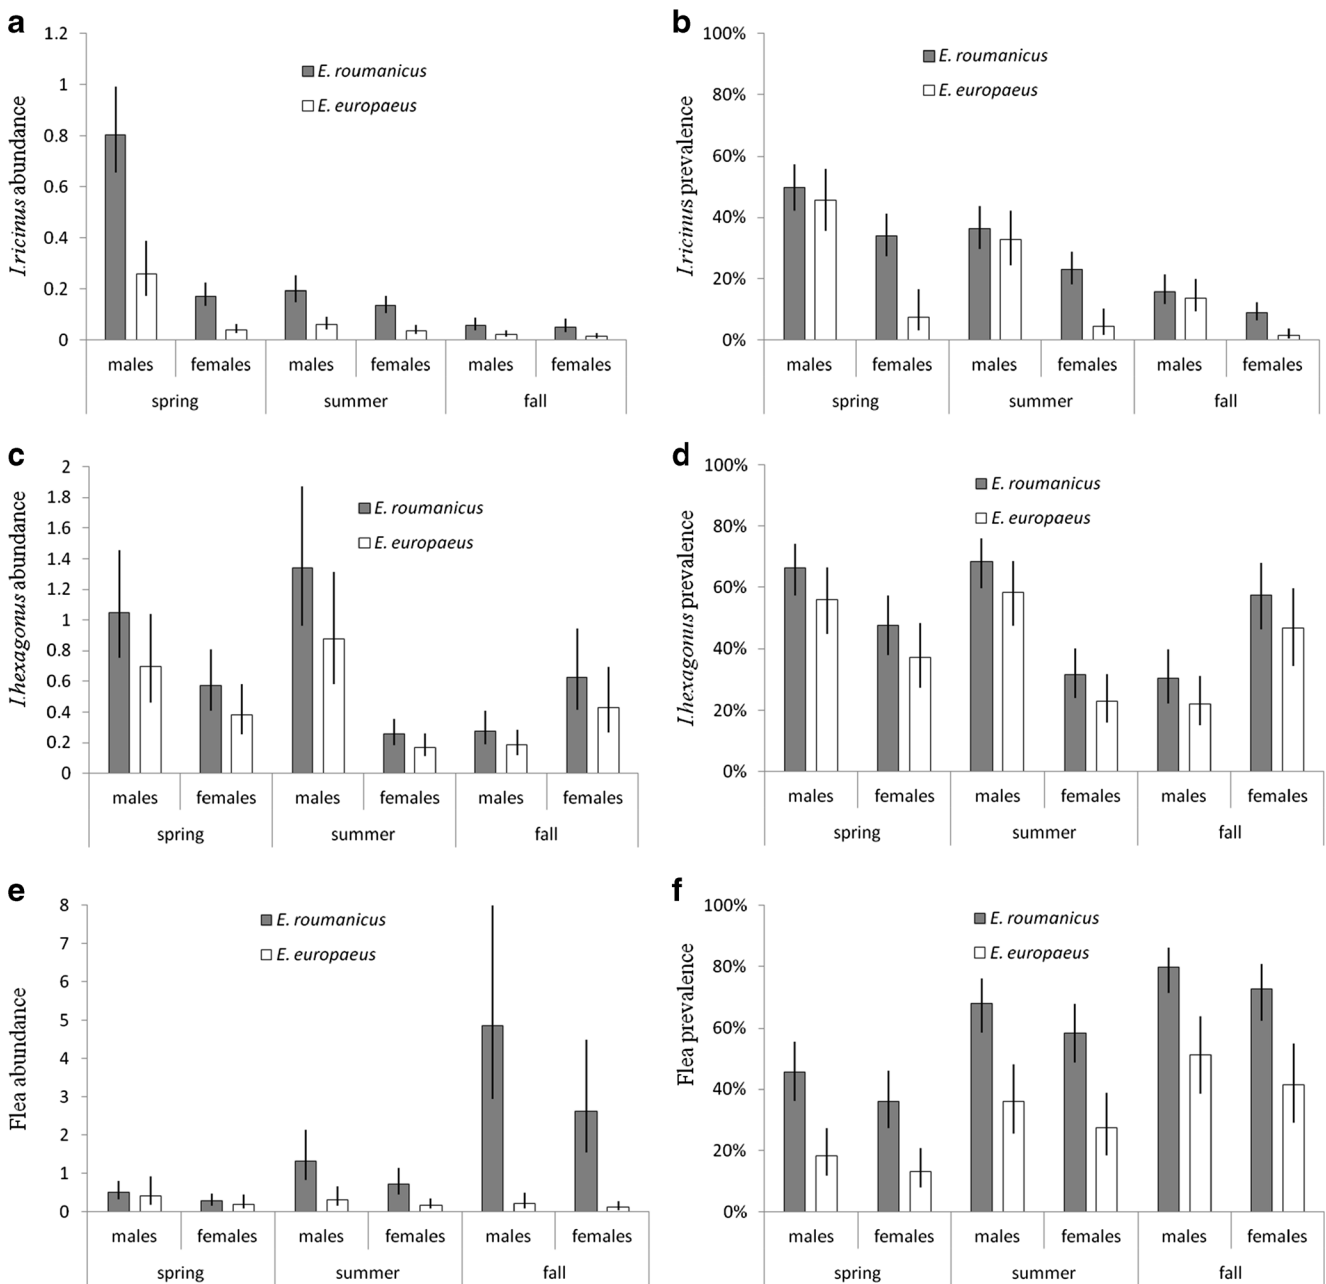 a
1.2
1
0.8
0.6
0.4
0.2
0
I.ricinus abundance
E. roumanicus
E. europaeus
males females males females males females
spring summer fall
b
100%
80%
60%
40%
20%
0%
I.ricinus prevalence
E. roumanicus
E. europaeus
males females males females males females
spring summer fall
c
2
1.8
1.6
1.4
1.2
1
0.8
0.6
0.4
0.2
0
I.hexagonus abundance
E. roumanicus
E. europaeus
males females males females males females
spring summer fall
d
100%
80%
60%
40%
20%
0%
I.hexagonus prevalence
E. roumanicus
E. europaeus
males females males females males females
spring summer fall
e
8
7
6
5
4
3
2
1
0
Flea abundance
E. roumanicus
E. europaeus
males females males females males females
spring summer fall
f
100%
80%
60%
40%
20%
0%
Flea prevalence
E. roumanicus
E. europaeus
males females males females males females
spring summer fall